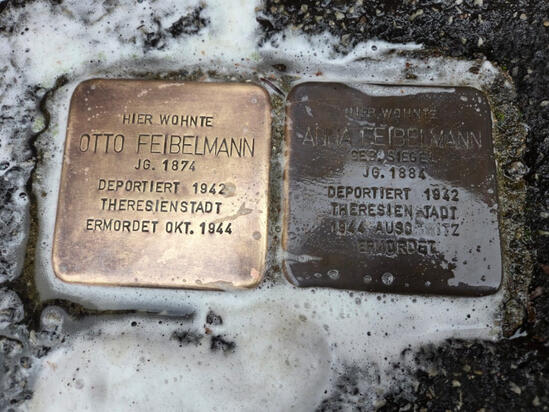 HIER WOHNTE
OTTO FEIBELMANN
JG. 1874
DEPORTIERT 1942
THERESIENSTADT
ERMORDET OKT. 1944
HIER WOHNTE
ANNA FEIBELMANN
GEB. SIEGEL
JG. 1884
DEPORTIERT 1942
THERESIENSTADT
1944 AUSCHWITZ
ERMORDET